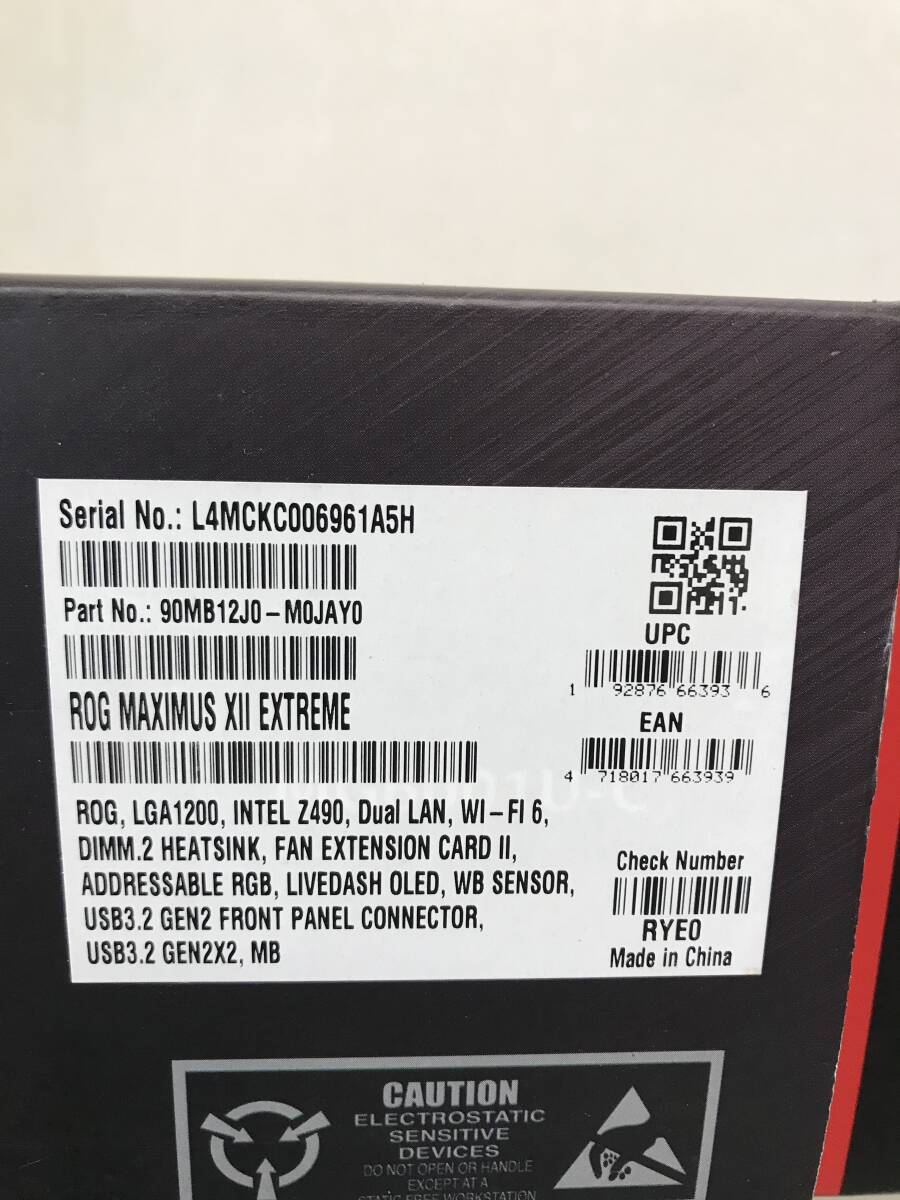 Serial No.: L4MCKC006961A5H
Part No.: 90MB12J0-M0JAY0
ROG MAXIMUS XII EXTREME
ROG, LGA1200, INTEL Z490, Dual LAN, WI-FI 6,
DIMM.2 HEATSINK, FAN EXTENSION CARD II,
ADDRESSABLE RGB, LIVEDASH OLED, WB SENSOR,
USB3.2 GEN2 FRONT PANEL CONNECTOR,
USB3.2 GEN2X2, MB
UPC
1 92876 66393 6
EAN
4 718017 663939
Check Number
RYE0
Made in China
CAUTION
ELECTROSTATIC
SENSITIVE
DEVICES
DO NOT OPEN OR HANDLE
EXCEPT AT A
STATIC FREE WORKSTATION